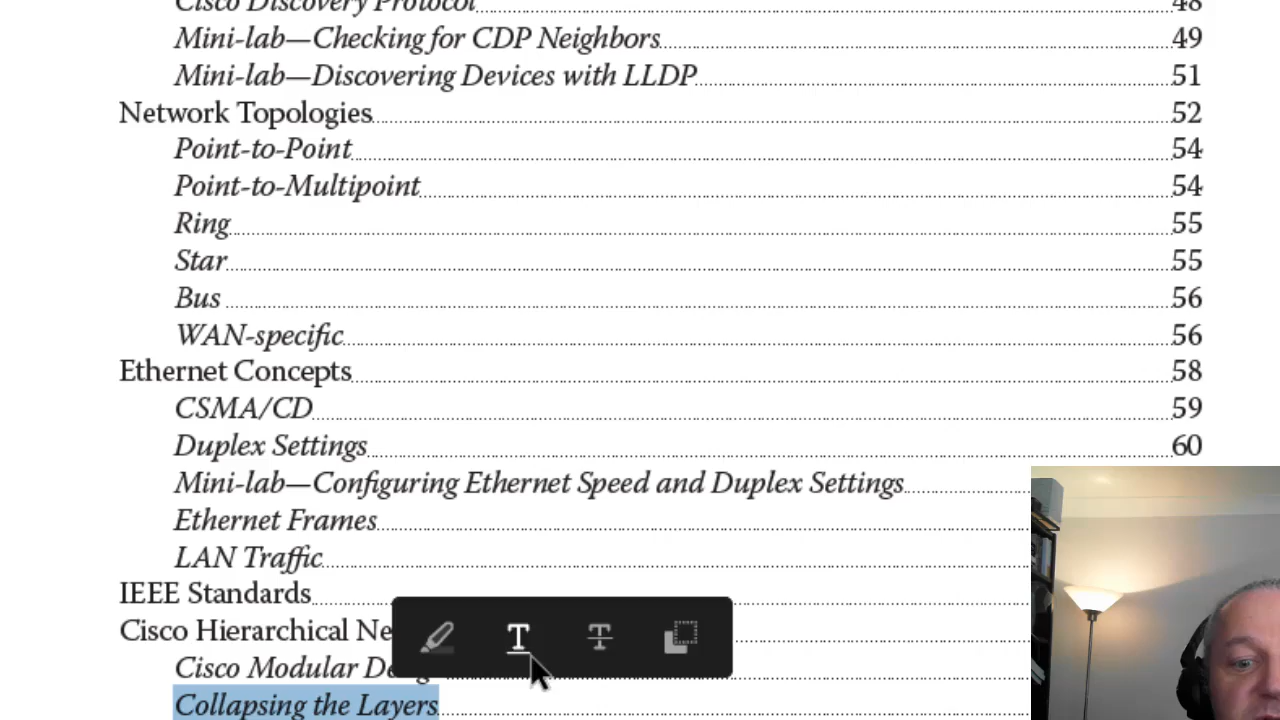 Cisco Discovery Protocol 48
Mini-lab—Checking for CDP Neighbors 49
Mini-lab—Discovering Devices with LLDP 51
Network Topologies 52
Point-to-Point 54
Point-to-Multipoint 54
Ring 55
Star 55
Bus 56
WAN-specific 56
Ethernet Concepts 58
CSMA/CD 59
Duplex Settings 60
Mini-lab—Configuring Ethernet Speed and Duplex Settings
Ethernet Frames
LAN Traffic
IEEE Standards
Cisco Hierarchical
Cisco Modular
Collapsing the Layers